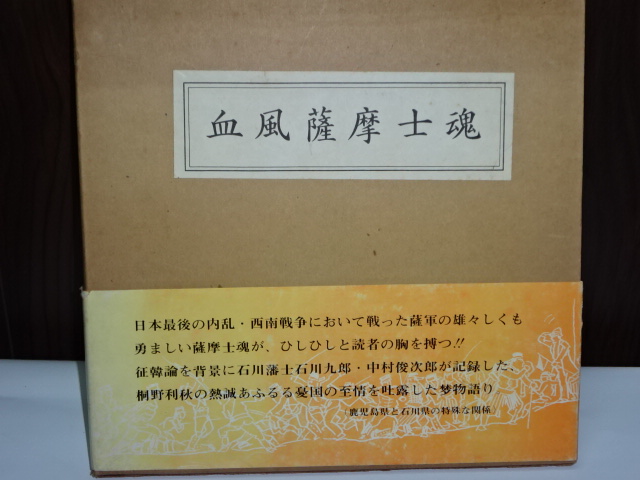 血風薩摩士魂
日本最後の内乱・西南戦争において戦った薩軍の雄々しくも
勇ましい薩摩士魂が、ひしひしと読者の胸を搏つ!!
征韓論を背景に石川藩士石川九郎・中村俊次郎が記録した、
桐野利秋の熱誠あふるる憂国の至情を吐露した梦物語り
(鹿児島県と石川県の特殊な関係)